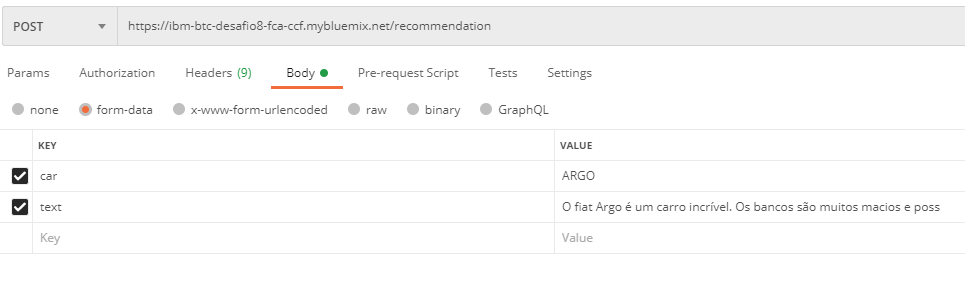 POST https://ibm-btc-desafio8-fca-ccf.mybluemix.net/recommendation
Params Authorization Headers (9) Body Pre-request Script Tests Settings
none form-data x-www-form-urlencoded raw binary GraphQL
KEY VALUE
car ARGO
text O fiat Argo é um carro incrível. Os bancos são muitos macios e poss
Key Value